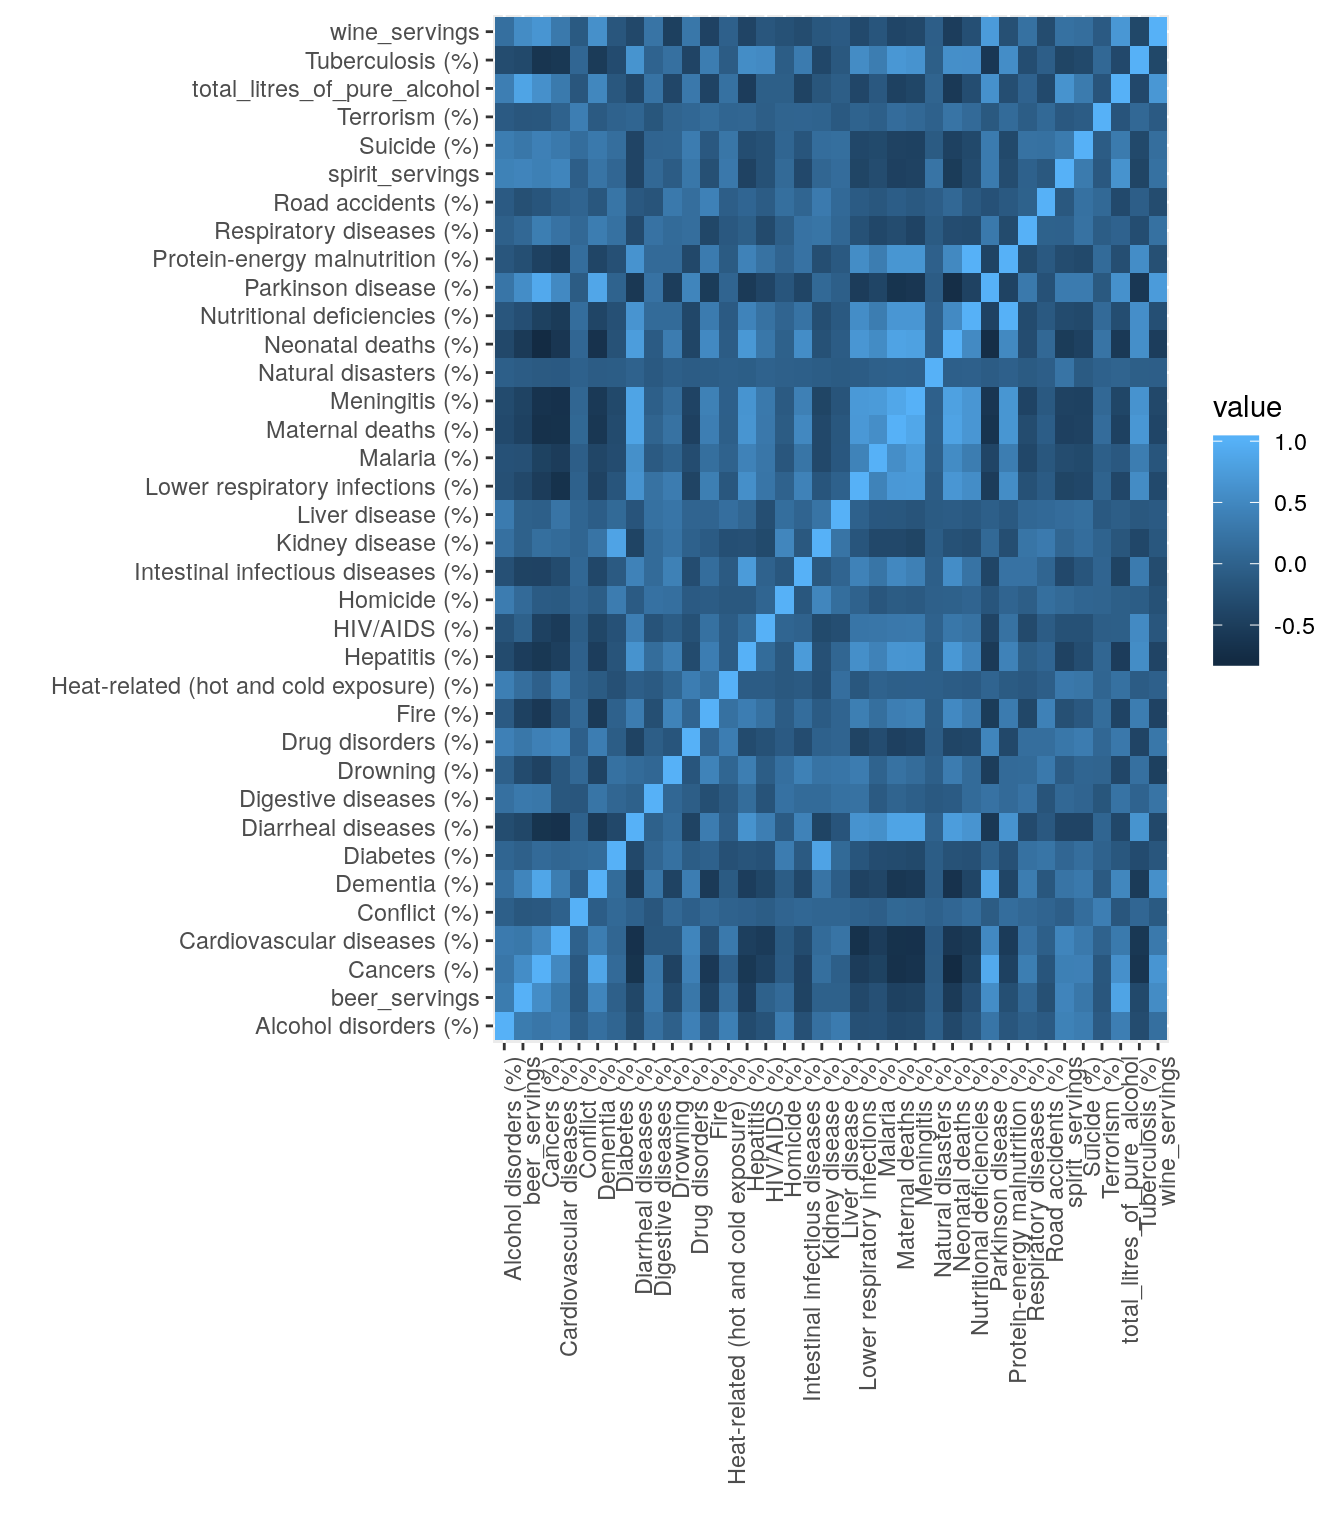 wine_servings
Tuberculosis (%)
total_litres_of_pure_alcohol
Terrorism (%)
Suicide (%)
spirit_servings
Road accidents (%)
Respiratory diseases (%)
Protein-energy malnutrition (%)
Parkinson disease (%)
Nutritional deficiencies (%)
Neonatal deaths (%)
Natural disasters (%)
Meningitis (%)
Maternal deaths (%)
Malaria (%)
Lower respiratory infections (%)
Liver disease (%)
Kidney disease (%)
Intestinal infectious diseases (%)
Homicide (%)
HIV/AIDS (%)
Hepatitis (%)
Heat-related (hot and cold exposure) (%)
Fire (%)
Drug disorders (%)
Drowning (%)
Digestive diseases (%)
Diarrheal diseases (%)
Diabetes (%)
Dementia (%)
Conflict (%)
Cardiovascular diseases (%)
Cancers (%)
beer_servings
Alcohol disorders (%)
Alcohol disorders (%)
beer_servings
Cancers (%)
Cardiovascular diseases (%)
Conflict (%)
Dementia (%)
Diabetes (%)
Diarrheal diseases (%)
Digestive diseases (%)
Drowning (%)
Drug disorders (%)
Fire (%)
Heat-related (hot and cold exposure) (%)
Hepatitis (%)
HIV/AIDS (%)
Homicide (%)
Intestinal infectious diseases (%)
Kidney disease (%)
Liver disease (%)
Lower respiratory infections (%)
Malaria (%)
Maternal deaths (%)
Meningitis (%)
Natural disasters (%)
Neonatal deaths (%)
Nutritional deficiencies (%)
Parkinson disease (%)
Protein-energy malnutrition (%)
Respiratory diseases (%)
Road accidents (%)
spirit_servings
Suicide (%)
Terrorism (%)
total_litres_of_pure_alcohol
Tuberculosis (%)
wine_servings
value
1.0
0.5
0.0
-0.5